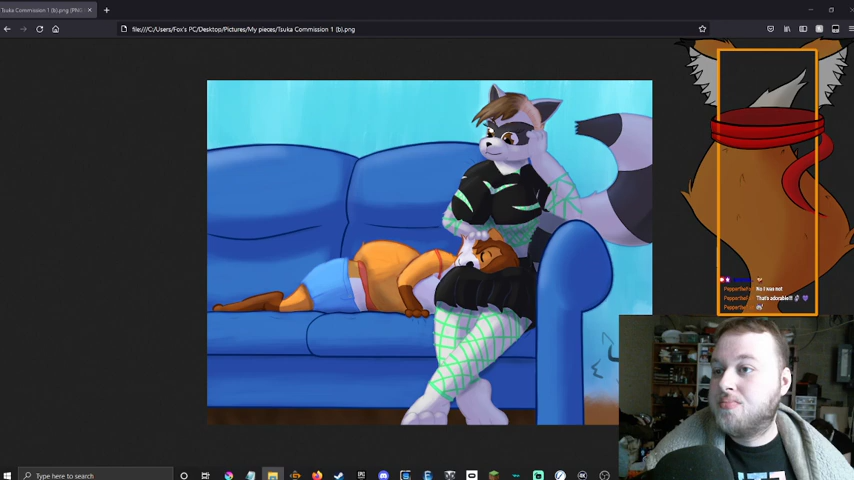 Tsuka Commission 1 (b).png (PNG
file:///C:/Users/Fox's PC/Desktop/Pictures/My pieces/Tsuka Commission 1 (b).png
No I was not
That's adorable!!
Type here to search